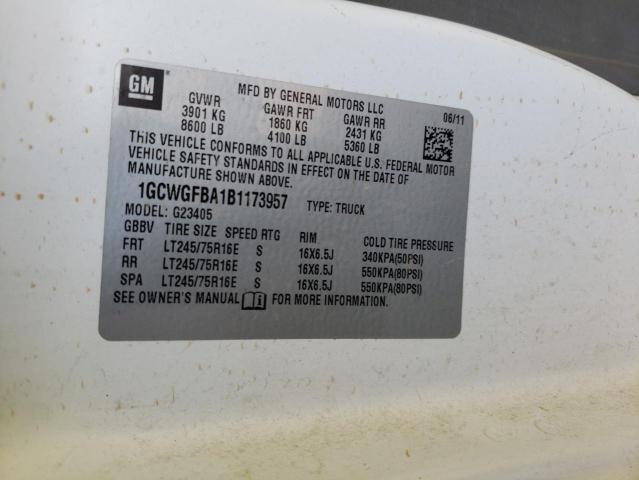 GM
MFD BY GENERAL MOTORS LLC
06/11
GVWR GAWR FRT GAWR RR
3901 KG 1860 KG 2431 KG
8600 LB 4100 LB 5360 LB
THIS VEHICLE CONFORMS TO ALL APPLICABLE U.S. FEDERAL MOTOR
VEHICLE SAFETY STANDARDS IN EFFECT ON THE DATE OF
MANUFACTURE SHOWN ABOVE.
1GCWGFBA1B1173957 TYPE: TRUCK
MODEL: G23405
GBBV TIRE SIZE SPEED RTG RIM COLD TIRE PRESSURE
FRT LT245/75R16E S 16X6.5J 340KPA(50PSI)
RR LT245/75R16E S 16X6.5J 550KPA(80PSI)
SPA LT245/75R16E S 16X6.5J 550KPA(80PSI)
SEE OWNER'S MANUAL FOR MORE INFORMATION.